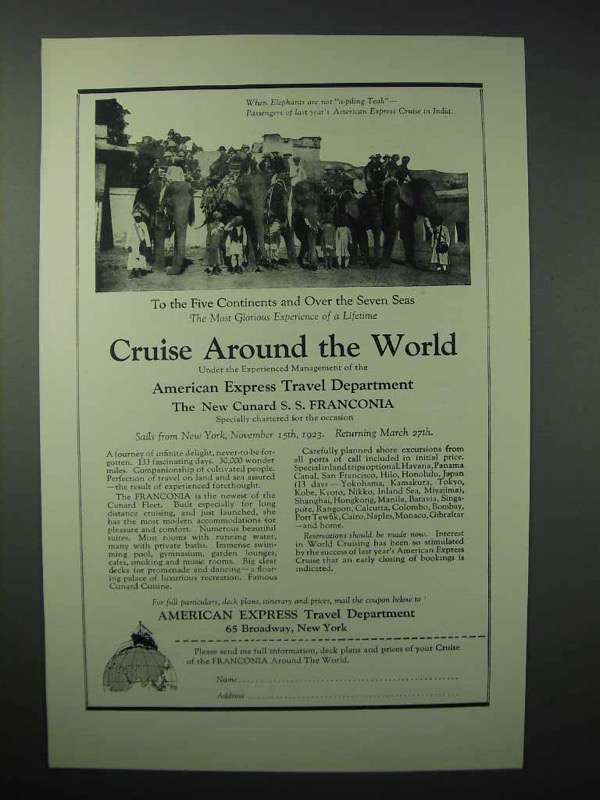 When Elephants are not "a-piling Teak"—
Passengers of last year's American Express Cruise in India.
To the Five Continents and Over the Seven Seas
The Most Glorious Experience of a Lifetime
Cruise Around the World
Under the Experienced Management of the
American Express Travel Department
The New Cunard S. S. FRANCONIA
Specially chartered for the occasion
Sails from New York, November 15th, 1923. Returning March 27th.
A journey of infinite delight, never-to-be-for-
gotten. 133 fascinating days. 30,000 wonder
miles. Companionship of cultivated people.
Perfection of travel on land and sea assured
—the result of experienced forethought.
The FRANCONIA is the newest of the
Cunard Fleet. Built especially for long
distance cruising, and just launched, she
has the most modern accommodations for
pleasure and comfort. Numerous beautiful
suites. Most rooms with running water,
many with private baths. Immense swim-
ming pool, gymnasium, garden lounges,
cafes, smoking and music rooms. Big clear
decks for promenade and dancing—a float-
ing palace of luxurious recreation. Famous
Cunard Cuisine.
Carefully planned shore excursions from
all ports of call included in initial price.
Special inland trips optional. Havana, Panama
Canal, San Francisco, Hilo, Honolulu, Japan
(13 days — Yokohama, Kamakura, Tokyo,
Kobe, Kyoto, Nikko, Inland Sea, Miyajima),
Shanghai, Hongkong, Manila, Batavia, Singa-
pore, Rangoon, Calcutta, Colombo, Bombay,
Port Tewfik, Cairo, Naples, Monaco, Gibraltar
—and home.
Reservations should be made now. Interest
in World Cruising has been so stimulated
by the success of last year's American Express
Cruise that an early closing of bookings is
indicated.
For full particulars, deck plans, itinerary and prices, mail the coupon below to
AMERICAN EXPRESS Travel Department
65 Broadway, New York
Please send me full information, deck plans and prices of your Cruise
of the FRANCONIA Around The World.
Name
Address